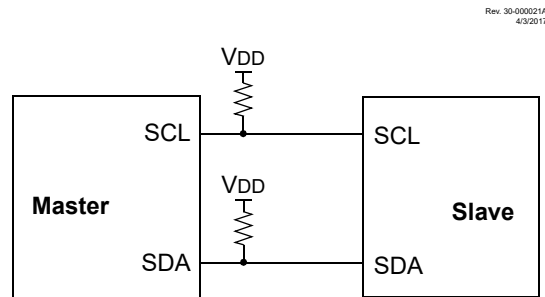 Rev. 30-000021A
4/3/2017
VDD
SCL
SCL
VDD
Master
Slave
SDA
SDA